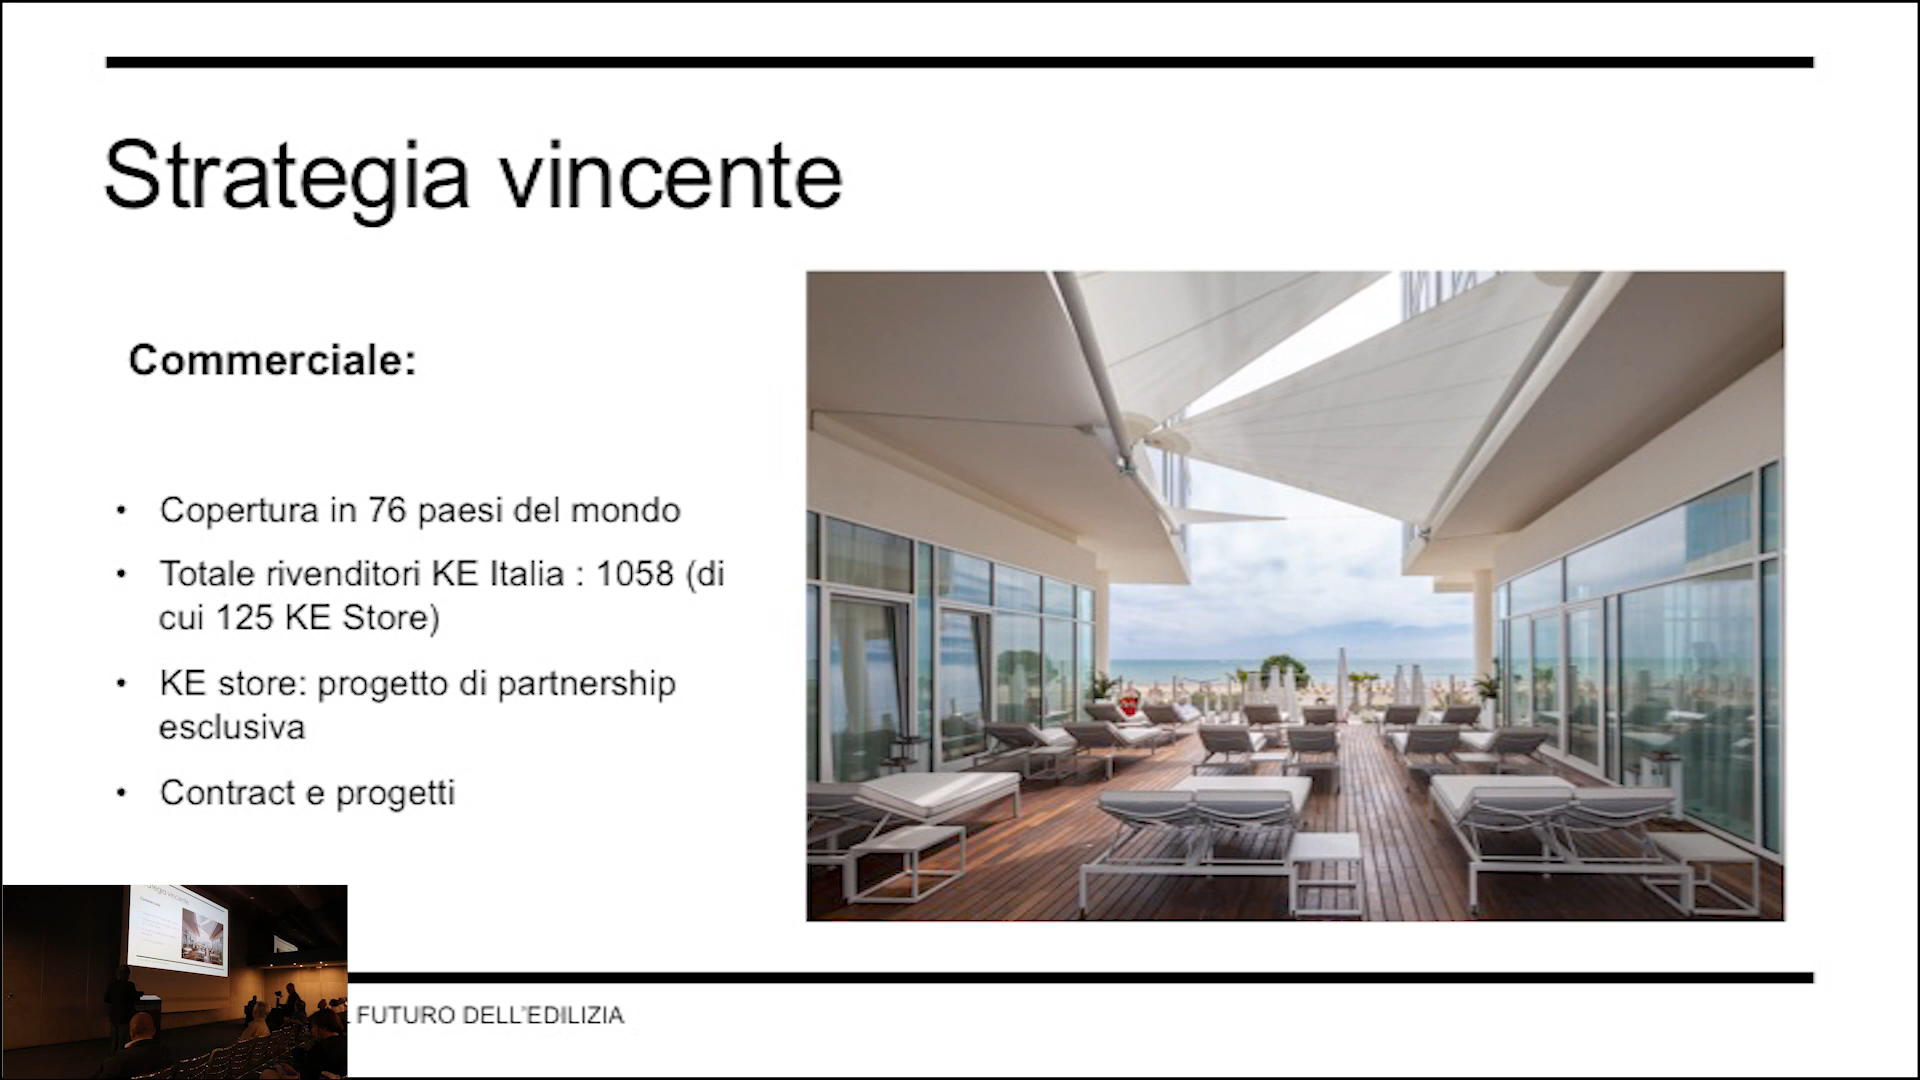 Strategia vincente
Commerciale:
• Copertura in 76 paesi del mondo
• Totale rivenditori KE Italia : 1058 (di
cui 125 KE Store)
• KE store: progetto di partnership
esclusiva
• Contract e progetti
FUTURO DELL'EDILIZIA